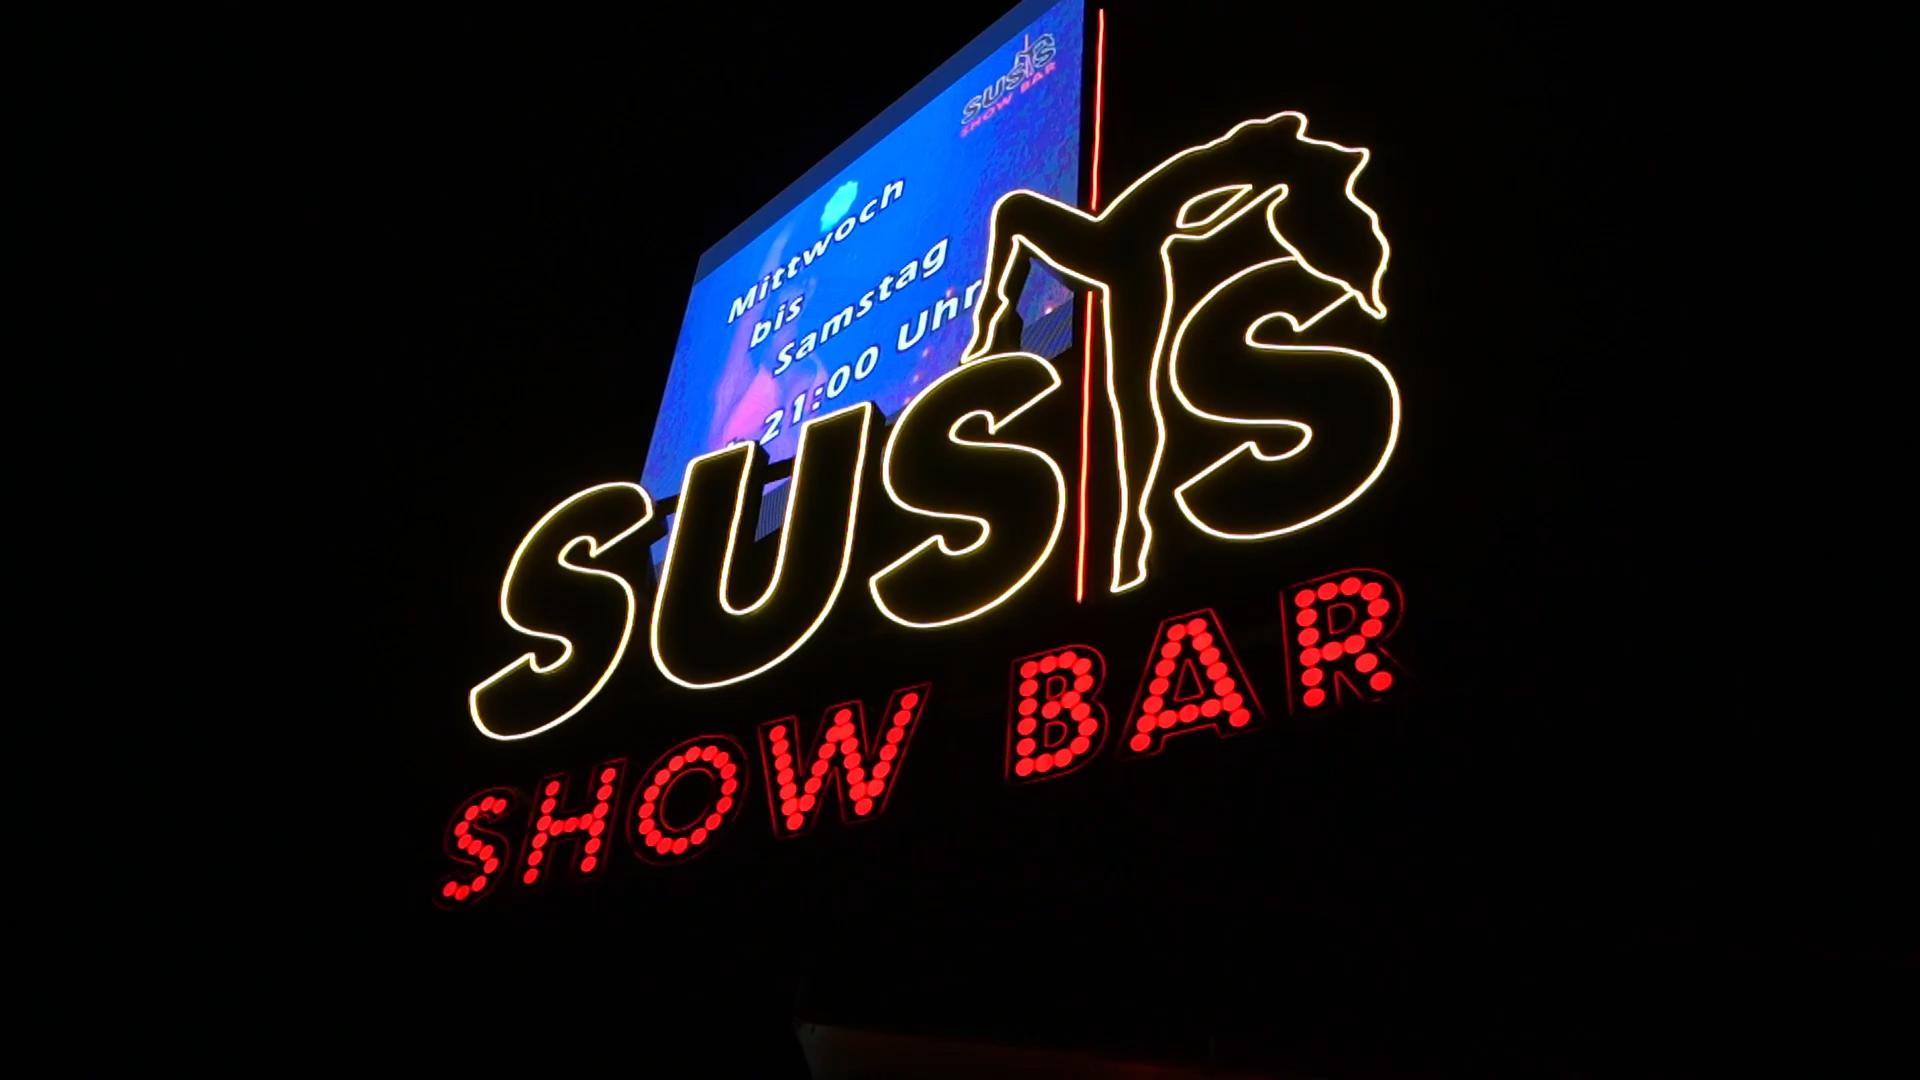 SUSIS
SHOW BAR
Mittwoch
bis
Samstag
21:00 Uhr
SUSIS
SHOW BAR